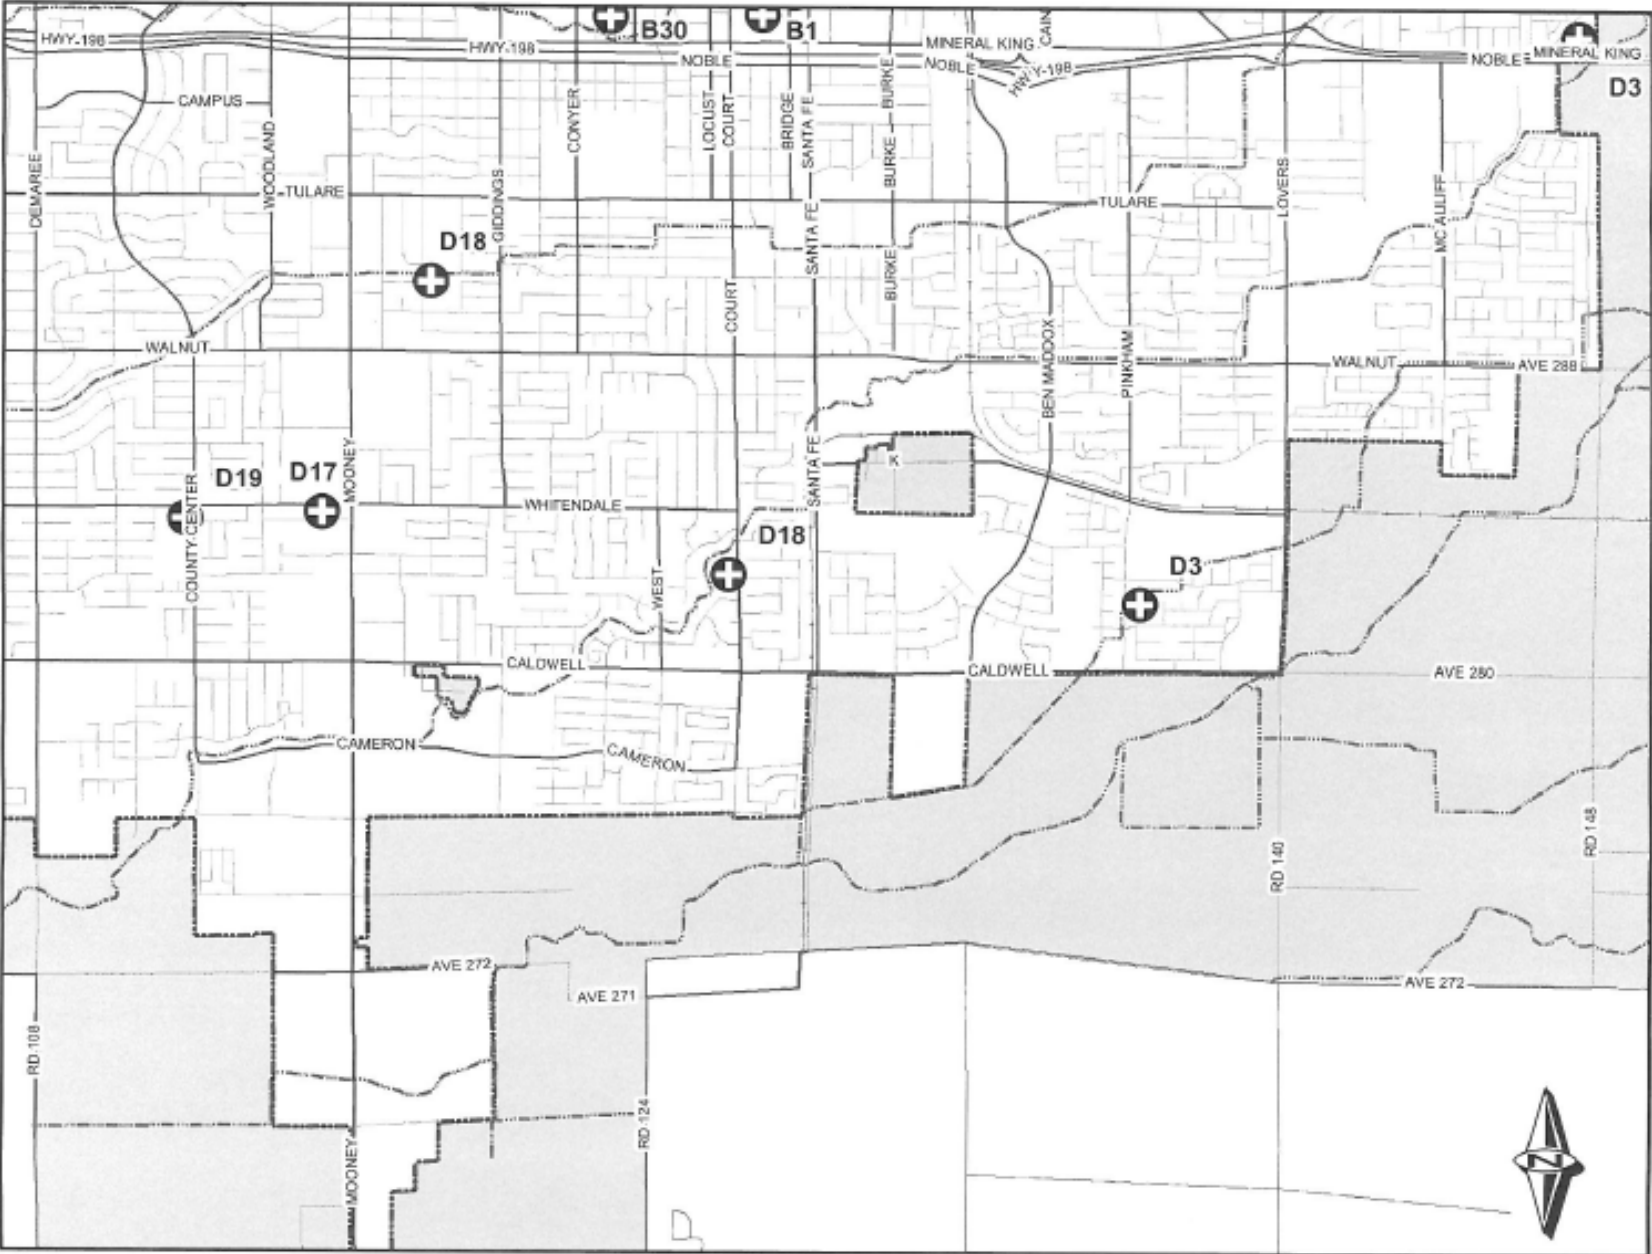 B30
B1
CAIN
HWY-198
HWY-198
MINERAL KING
NOBLE
NOBLE
HWY-198
NOBLE
MINERAL KING
D3
CAMPUS
DEMAREE
WOODLAND
TULARE
GIDDINGS
CONYER
LOCUST
COURT
BRIDGE
SANTA FE
BURKE
BURKE
TULARE
LOVERS
MC AULIFF
D18
SANTA FE
BURKE
COURT
WALNUT
BEN MADDOX
PINKHAM
WALNUT
AVE 288
D19
D17
MOONEY
COUNTY CENTER
WHITENDALE
SANTA FE
K
D18
WEST
D3
CALDWELL
CALDWELL
AVE 280
CAMERON
CAMERON
RD 148
RD 140
AVE 272
AVE 271
AVE 272
RD 108
RD 124
MOONEY
N